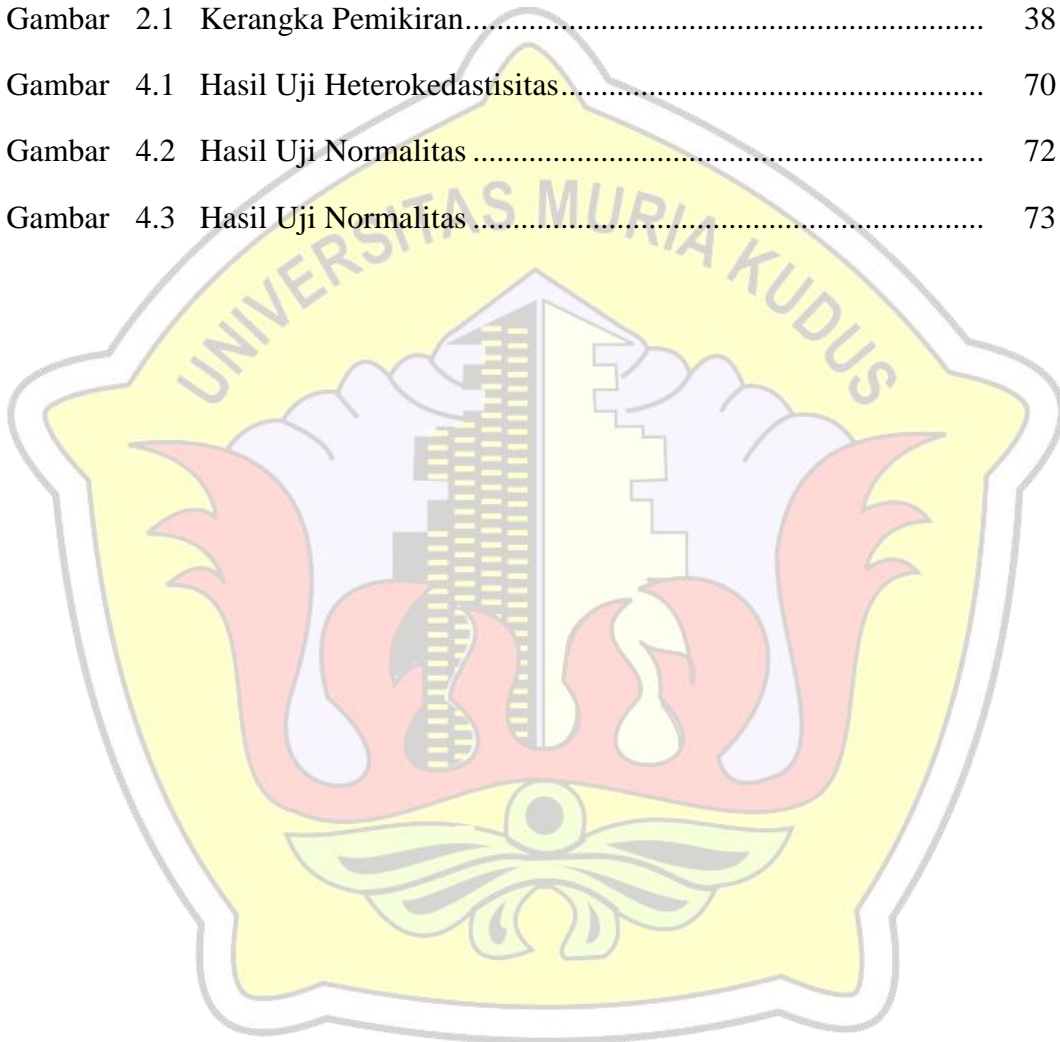 Gambar 2.1 Kerangka Pemikiran.............................................................................. 38
Gambar 4.1 Hasil Uji Heterokedastisitas................................................................ 70
Gambar 4.2 Hasil Uji Normalitas ............................................................................. 72
Gambar 4.3 Hasil Uji Normalitas ............................................................................. 73
UNIVERSITAS MURIA KUDUS